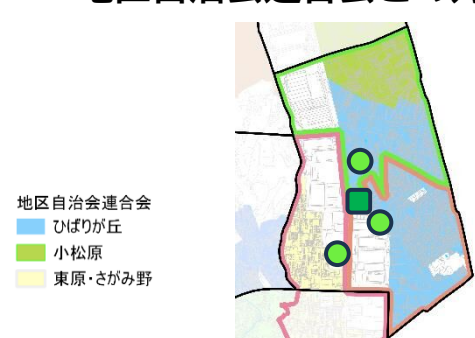 地区自治会連合会
ひばりが丘
小松原
東原・さがみ野